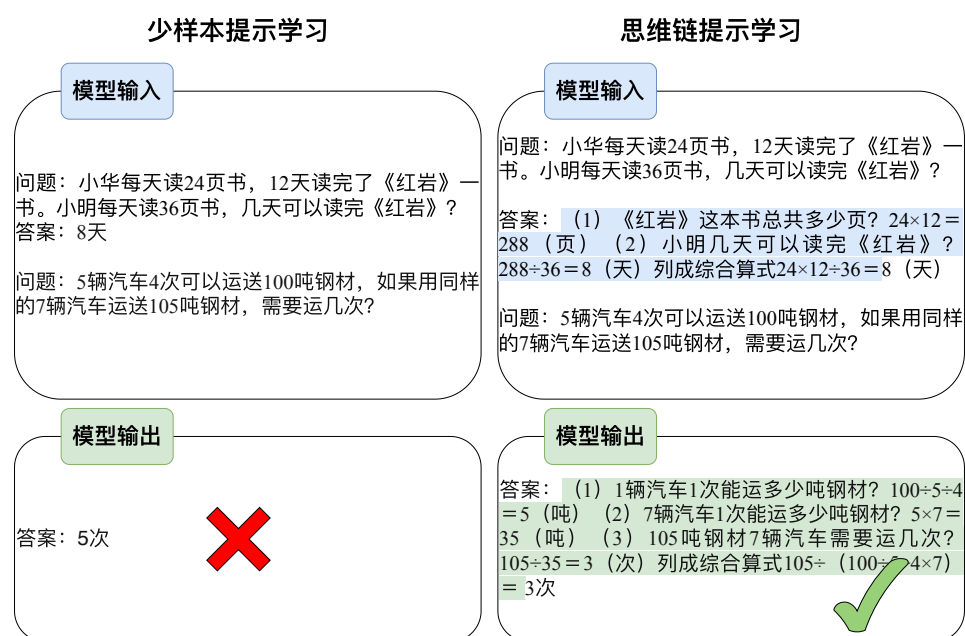 少样本提示学习
模型输入
问题：小华每天读24页书，12天读完了《红岩》一
书。小明每天读36页书，几天可以读完《红岩》？
答案：8天
问题：5辆汽车4次可以运送100吨钢材，如果用同样
的7辆汽车运送105吨钢材，需要运几次？
模型输出
答案：5次
思维链提示学习
模型输入
问题：小华每天读24页书，12天读完了《红岩》一
书。小明每天读36页书，几天可以读完《红岩》？
答案：（1）《红岩》这本书总共多少页？24×12＝
288（页）（2）小明几天可以读完《红岩》？
288÷36＝8（天）列成综合算式24×12÷36＝8（天）
问题：5辆汽车4次可以运送100吨钢材，如果用同样
的7辆汽车运送105吨钢材，需要运几次？
模型输出
答案：（1）1辆汽车1次能运多少吨钢材？100÷5÷4
＝5（吨）（2）7辆汽车1次能运多少吨钢材？5×7＝
35（吨）（3）105吨钢材7辆汽车需要运几次？
105÷35＝3（次）列成综合算式105÷（100÷4×7）
＝ 3次